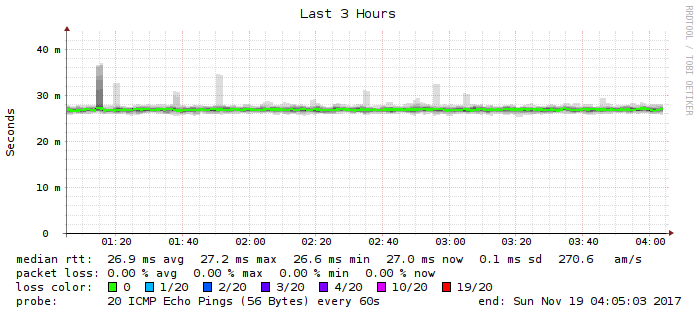 Last 3 Hours
RRDTOOL / TOBI OETIKER
Seconds
40 m
30 m
20 m
10 m
0
01:20 01:40 02:00 02:20 02:40 03:00 03:20 03:40 04:00
median rtt: 26.9 ms avg 27.2 ms max 26.6 ms min 27.0 ms now 0.1 ms sd 270.6 am/s
packet loss: 0.00 % avg 0.00 % max 0.00 % min 0.00 % now
loss color: 0 1/20 2/20 3/20 4/20 10/20 19/20
probe: 20 ICMP Echo Pings (56 Bytes) every 60s end: Sun Nov 19 04:05:03 2017